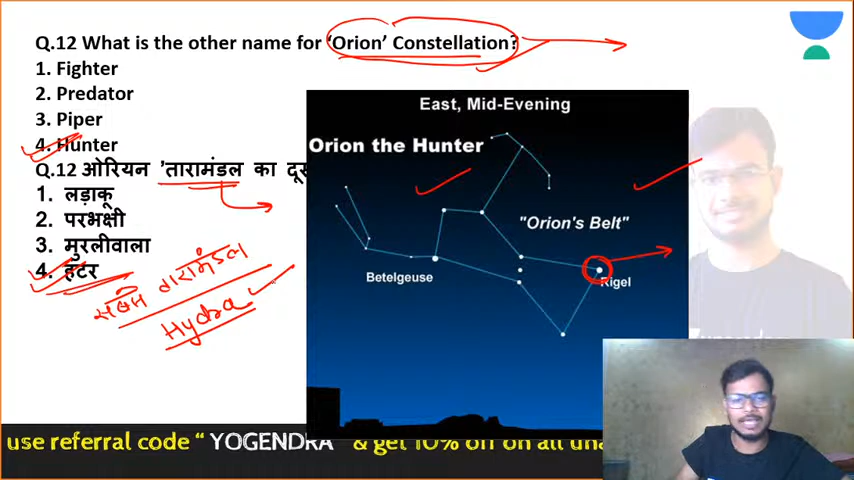 Q.12 What is the other name for 'Orion' Constellation?
1. Fighter
2. Predator
3. Piper
4. Hunter
Q.12 ओरियन 'तारामंडल का दूस
1. लड़ाकू
2. परभक्षी
3. मुरलीवाला
4. हंटर
तारामंडल
Hydra
East, Mid-Evening
Orion the Hunter
"Orion's Belt"
Betelgeuse
Rigel
use referral code " YOGENDRA " & get 10% off on all una